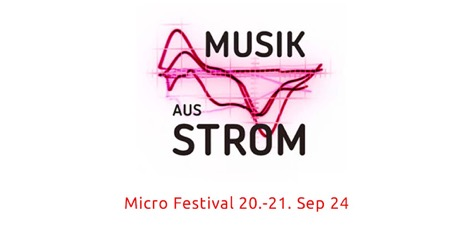 MUSIK
AUS
STROM
Micro Festival 20.-21. Sep 24